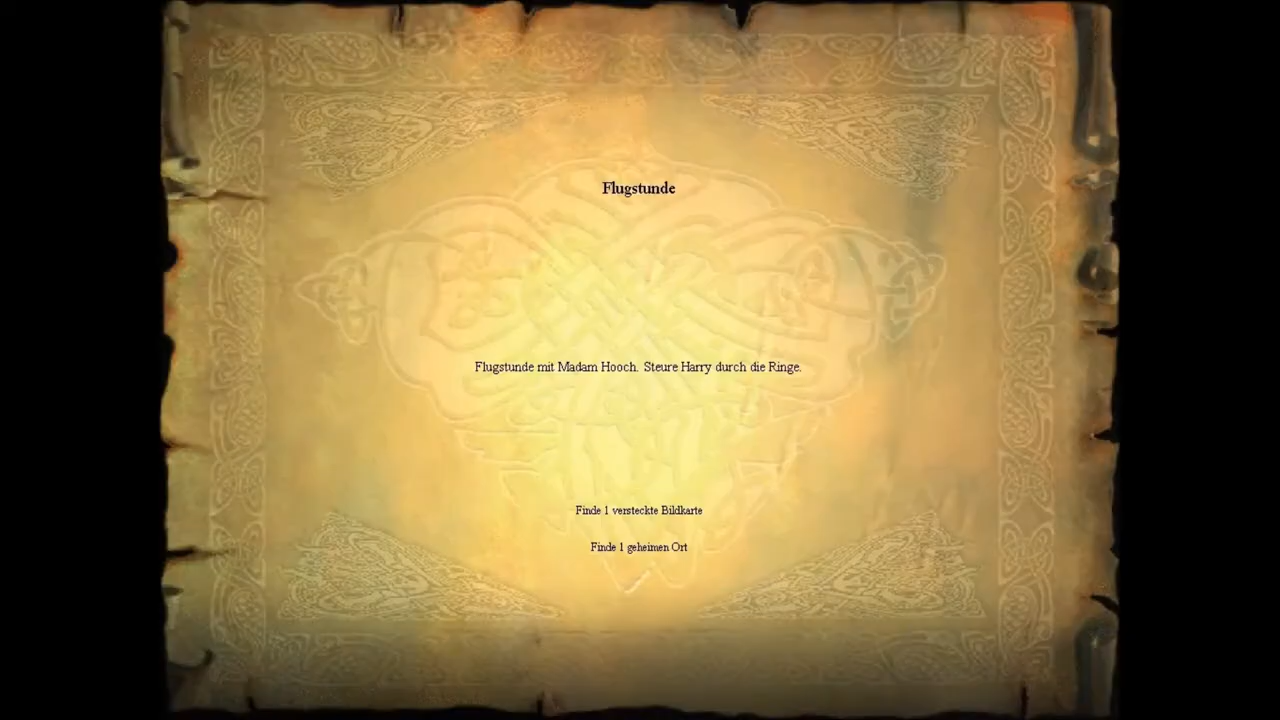 Flugstunde
Flugstunde mit Madam Hooch. Steure Harry durch die Ringe.
Finde 1 versteckte Bildkarte
Finde 1 geheimen Ort